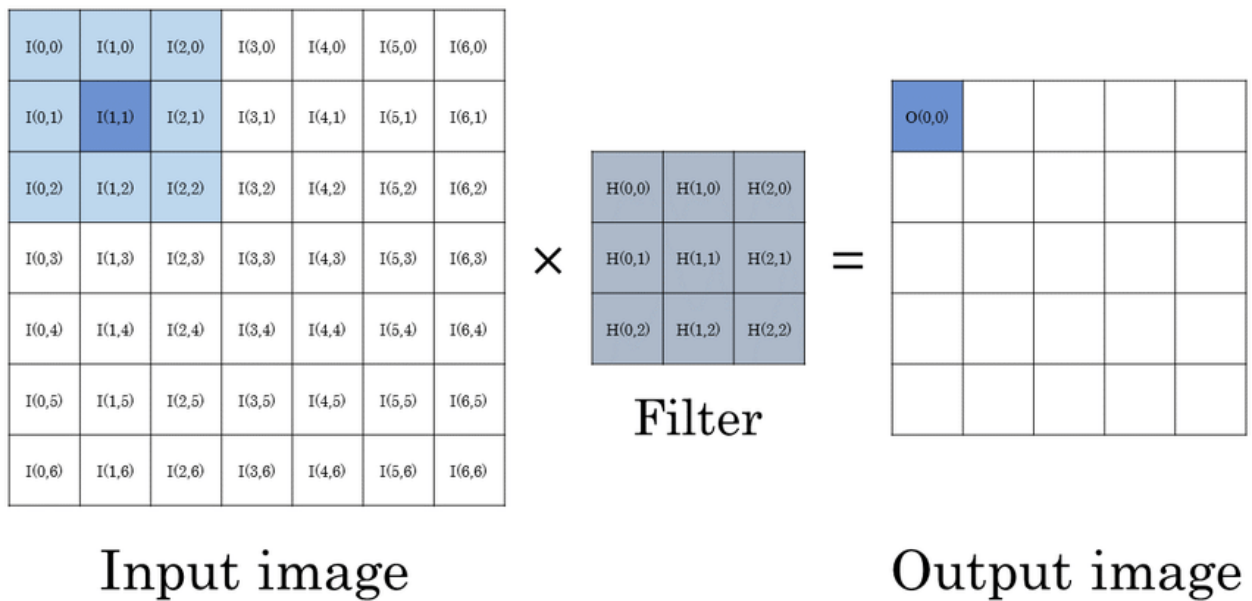 I(0,0) I(1,0) I(2,0) I(3,0) I(4,0) I(5,0) I(6,0)
I(0,1) I(1,1) I(2,1) I(3,1) I(4,1) I(5,1) I(6,1)
I(0,2) I(1,2) I(2,2) I(3,2) I(4,2) I(5,2) I(6,2)
I(0,3) I(1,3) I(2,3) I(3,3) I(4,3) I(5,3) I(6,3)
I(0,4) I(1,4) I(2,4) I(3,4) I(4,4) I(5,4) I(6,4)
I(0,5) I(1,5) I(2,5) I(3,5) I(4,5) I(5,5) I(6,5)
I(0,6) I(1,6) I(2,6) I(3,6) I(4,6) I(5,6) I(6,6)
Input image
×
H(0,0) H(1,0) H(2,0)
H(0,1) H(1,1) H(2,1)
H(0,2) H(1,2) H(2,2)
Filter
=
O(0,0)
Output image